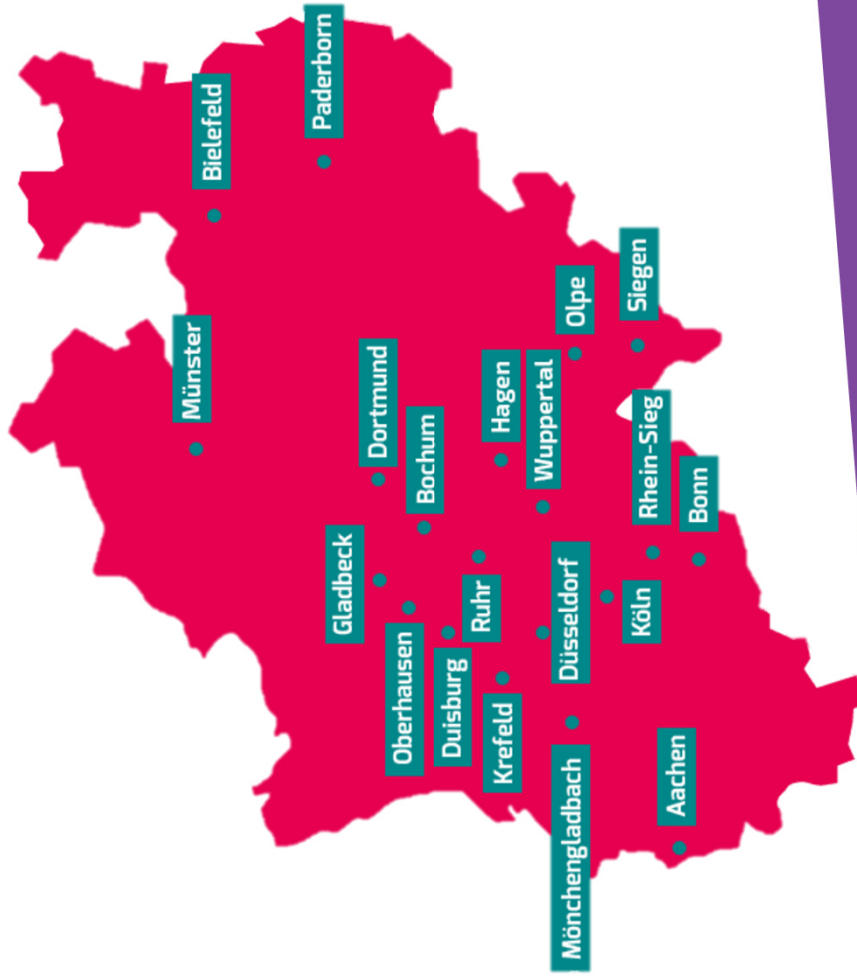 Münster
Bielefeld
Paderborn
Gladbeck
Dortmund
Oberhausen
Bochum
Duisburg
Ruhr
Hagen
Krefeld
Wuppertal
Olpe
Mönchengladbach
Düsseldorf
Siegen
Köln
Rhein-Sieg
Aachen
Bonn